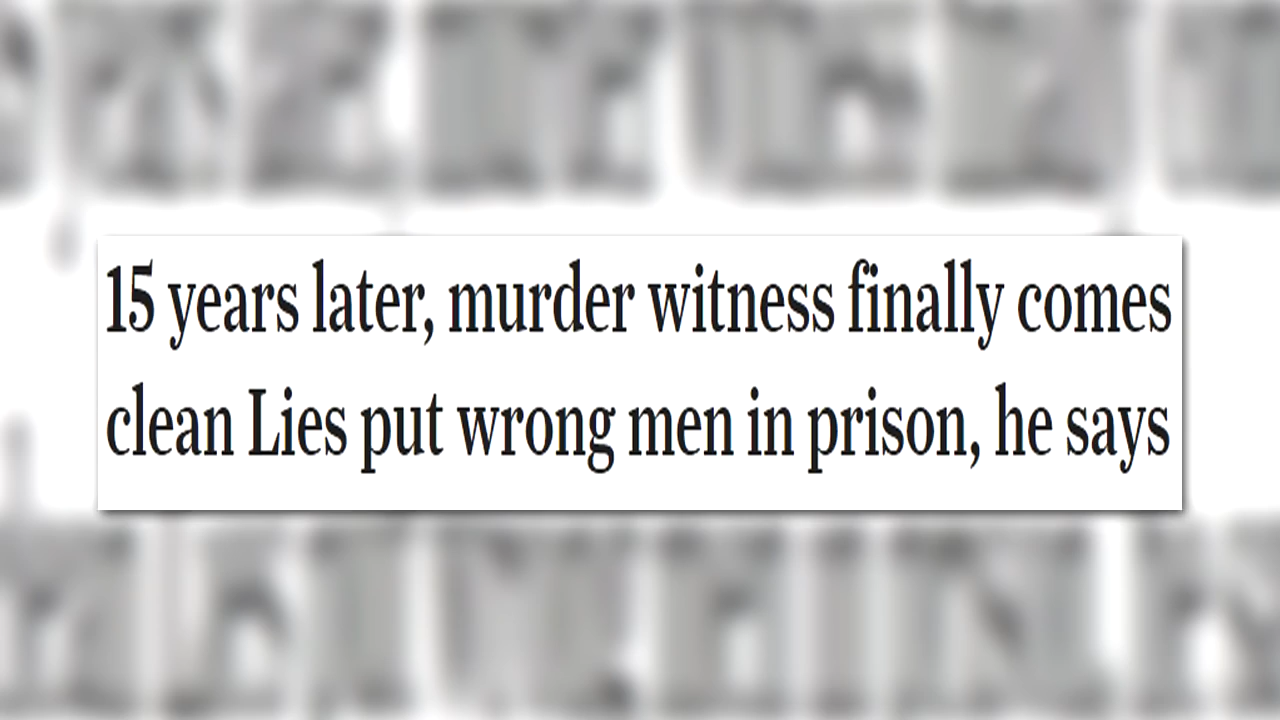 15 years later, murder witness finally comes
clean Lies put wrong men in prison, he says